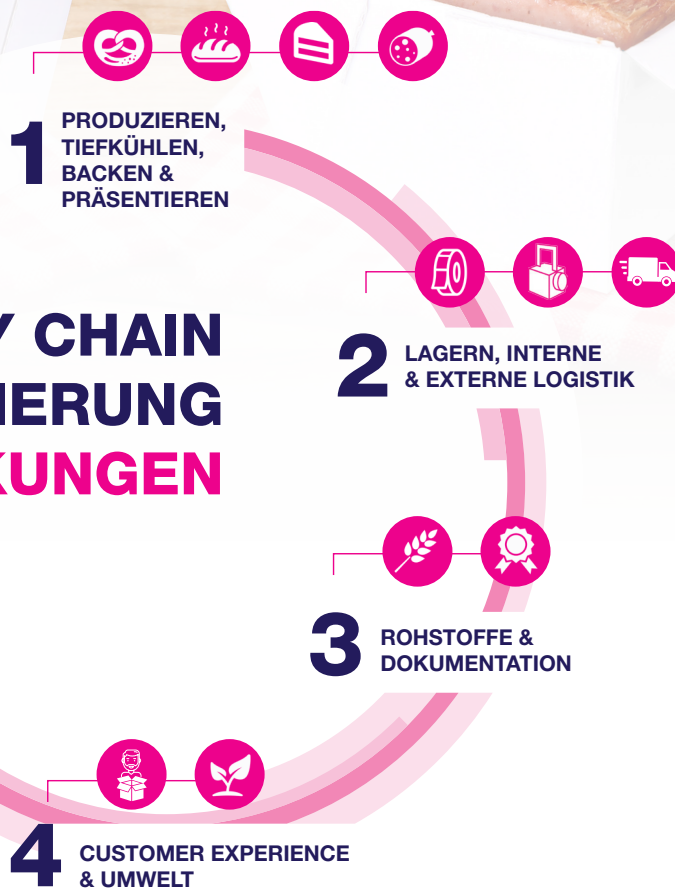 1
PRODUZIEREN,
TIEFKÜHLEN,
BACKEN &
PRÄSENTIEREN
Y CHAIN
IERUNG
KUNGEN
2
LAGERN, INTERNE
& EXTERNE LOGISTIK
3
ROHSTOFFE &
DOKUMENTATION
4
CUSTOMER EXPERIENCE
& UMWELT